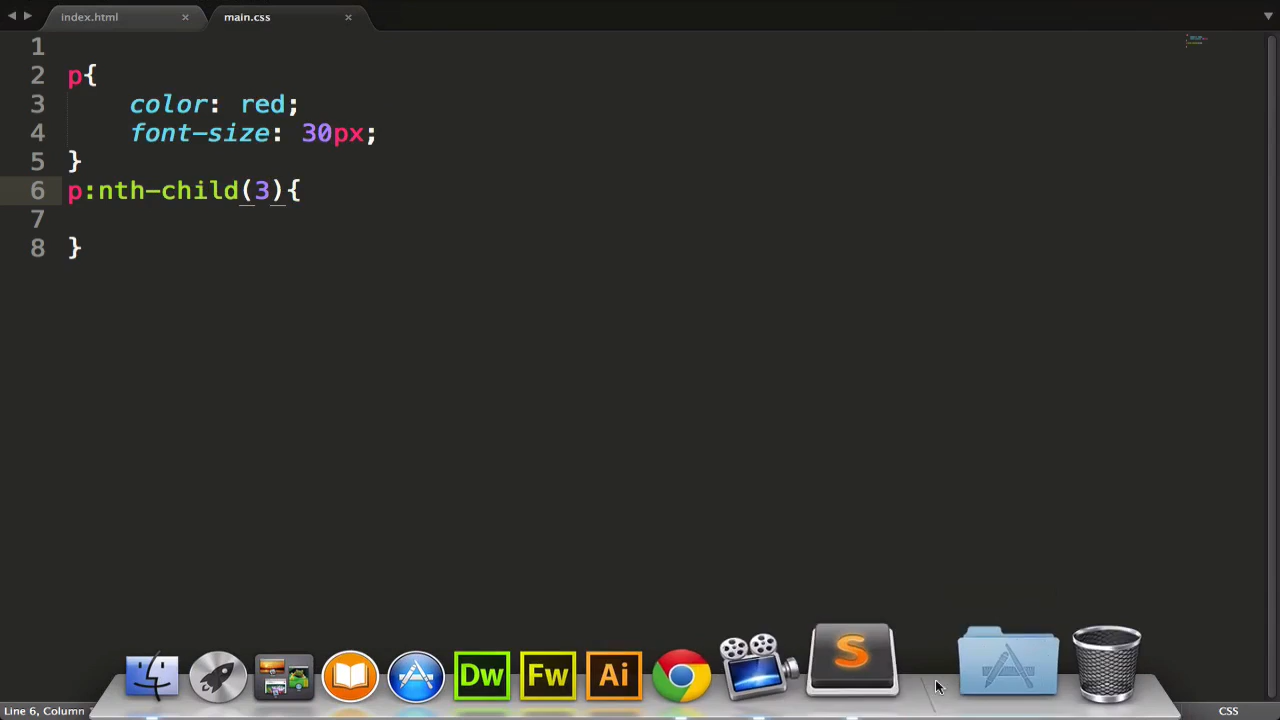 index.html
main.css
1
2 p{
3 color: red;
4 font-size: 30px;
5 }
6 p:nth-child(3){
7
8 }
Dw
Fw
Ai
S
Line 6, Column
CSS